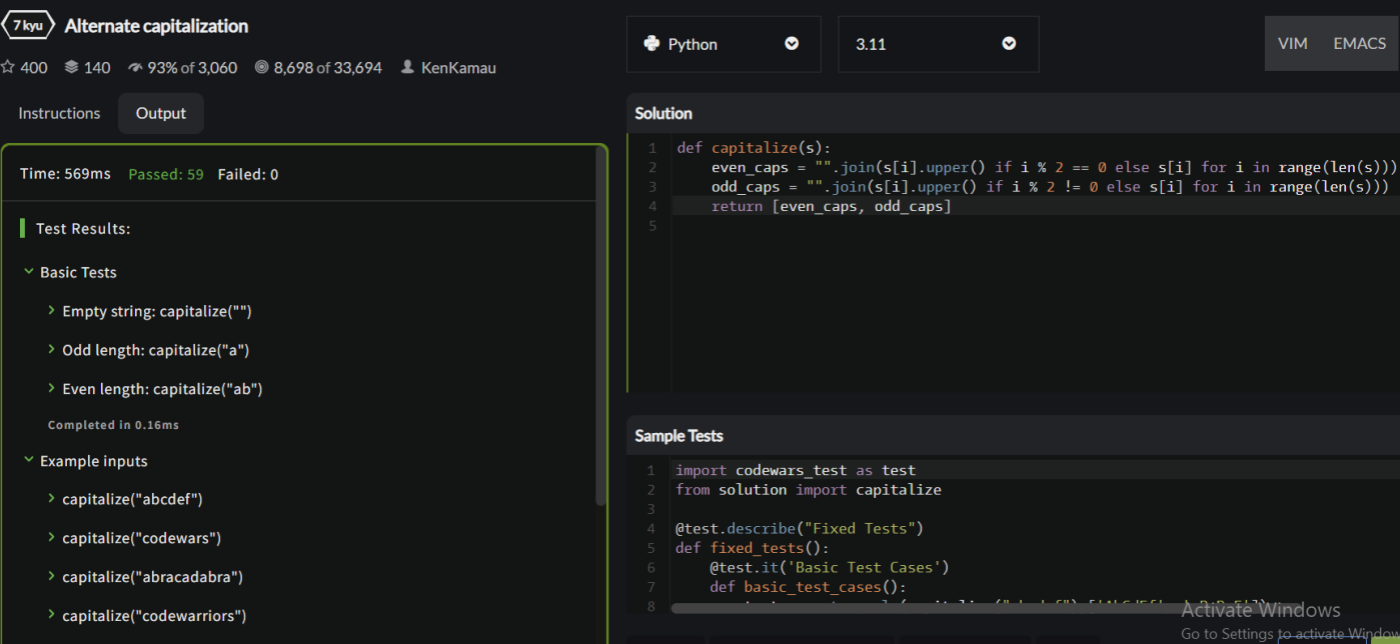 7 kyu Alternate capitalization
400 140 93% of 3,060 8,698 of 33,694 KenKamau
Instructions Output
Time: 569ms Passed: 59 Failed: 0
Test Results:
Basic Tests
Empty string: capitalize("")
Odd length: capitalize("a")
Even length: capitalize("ab")
Completed in 0.16ms
Example inputs
capitalize("abcdef")
capitalize("codewars")
capitalize("abracadabra")
capitalize("codewarriors")
Python 3.11 VIM EMACS
Solution
1 def capitalize(s):
2 even_caps = "".join(s[i].upper() if i % 2 == 0 else s[i] for i in range(len(s)))
3 odd_caps = "".join(s[i].upper() if i % 2 != 0 else s[i] for i in range(len(s)))
4 return [even_caps, odd_caps]
5
Sample Tests
1 import codewars_test as test
2 from solution import capitalize
3
4 @test.describe("Fixed Tests")
5 def fixed_tests():
6 @test.it('Basic Test Cases')
7 def basic_test_cases():
8
Activate Windows
Go to Settings to activate Window